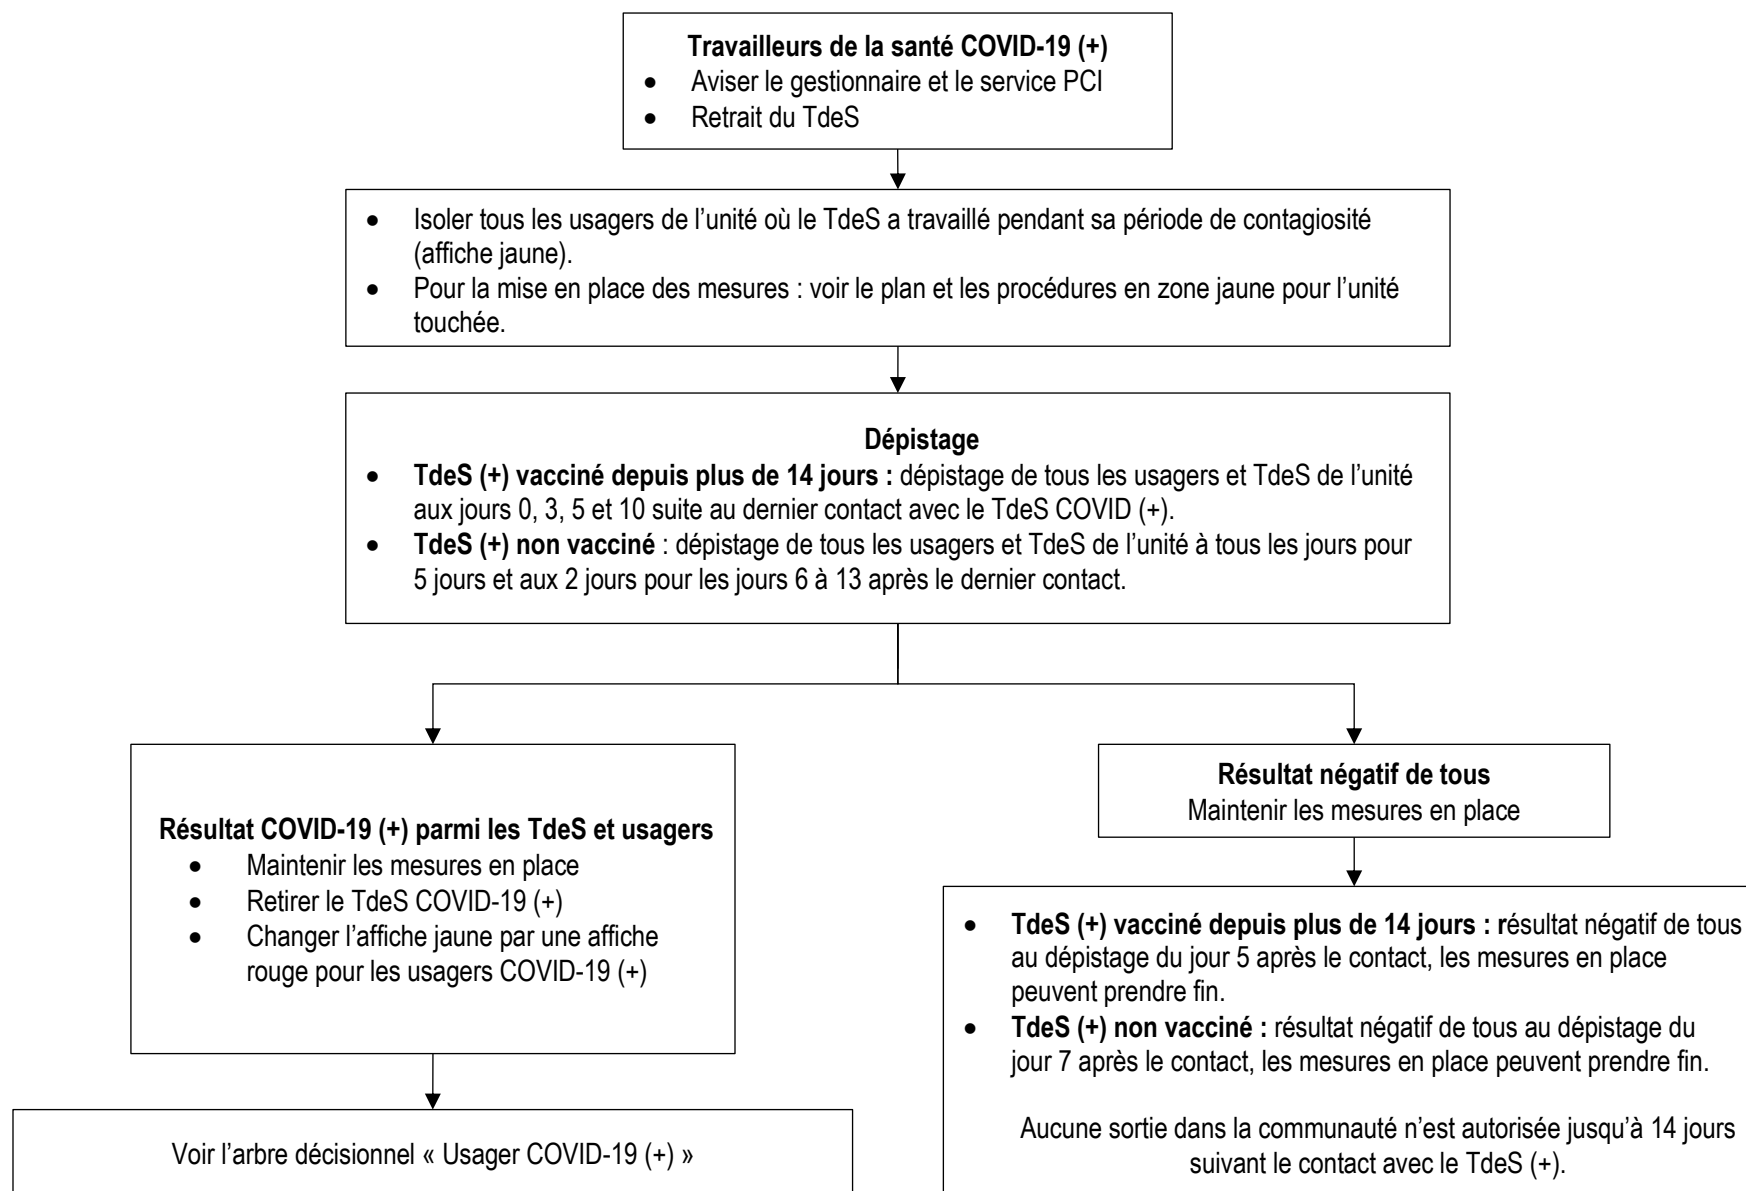 Travailleurs de la santé COVID-19 (+)
• Aviser le gestionnaire et le service PCI
• Retrait du TdeS
• Isoler tous les usagers de l’unité où le TdeS a travaillé pendant sa période de contagiosité
(affiche jaune).
• Pour la mise en place des mesures : voir le plan et les procédures en zone jaune pour l’unité
touchée.
Dépistage
• TdeS (+) vacciné depuis plus de 14 jours : dépistage de tous les usagers et TdeS de l’unité
aux jours 0, 3, 5 et 10 suite au dernier contact avec le TdeS COVID (+).
• TdeS (+) non vacciné : dépistage de tous les usagers et TdeS de l’unité à tous les jours pour
5 jours et aux 2 jours pour les jours 6 à 13 après le dernier contact.
Résultat COVID-19 (+) parmi les TdeS et usagers
• Maintenir les mesures en place
• Retirer le TdeS COVID-19 (+)
• Changer l’affiche jaune par une affiche
rouge pour les usagers COVID-19 (+)
Voir l’arbre décisionnel « Usager COVID-19 (+) »
Résultat négatif de tous
Maintenir les mesures en place
• TdeS (+) vacciné depuis plus de 14 jours : résultat négatif de tous
au dépistage du jour 5 après le contact, les mesures en place
peuvent prendre fin.
• TdeS (+) non vacciné : résultat négatif de tous au dépistage du
jour 7 après le contact, les mesures en place peuvent prendre fin.
Aucune sortie dans la communauté n’est autorisée jusqu’à 14 jours
suivant le contact avec le TdeS (+).